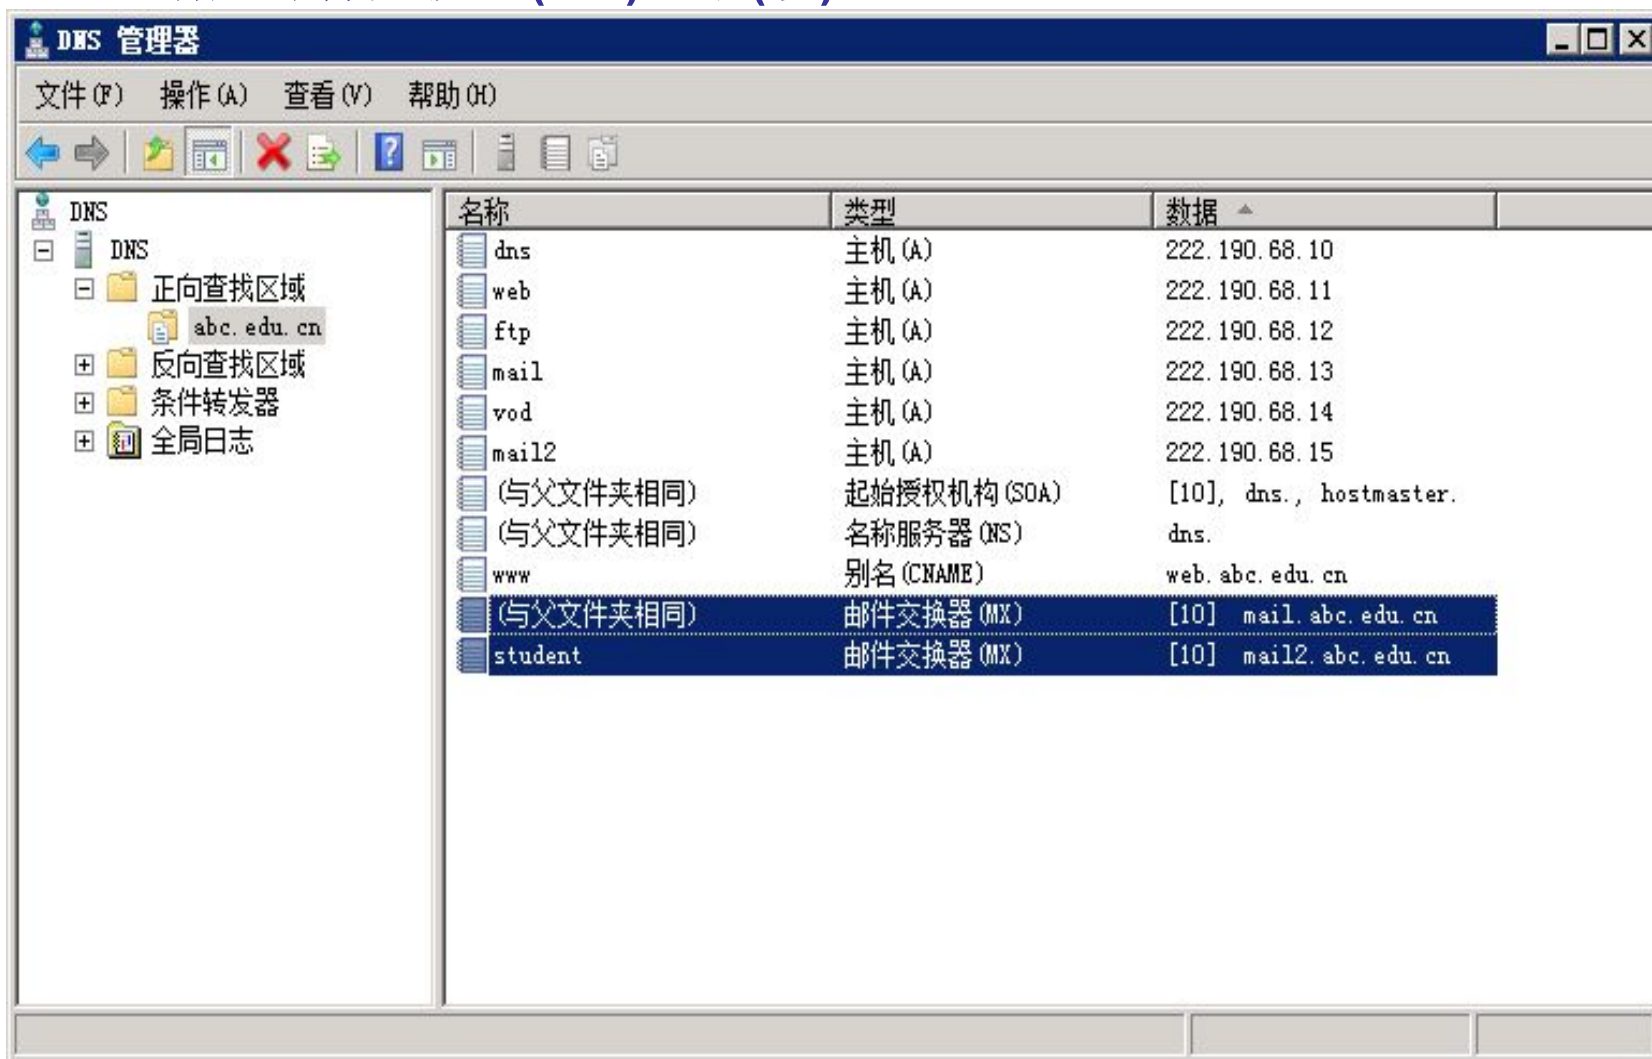 DNS 管理器
文件(F) 操作(A) 查看(V) 帮助(H)
DNS
DNS
正向查找区域
abc.edu.cn
反向查找区域
条件转发器
全局日志
名称 类型 数据
dns 主机(A) 222.190.68.10
web 主机(A) 222.190.68.11
ftp 主机(A) 222.190.68.12
mail 主机(A) 222.190.68.13
vod 主机(A) 222.190.68.14
mail2 主机(A) 222.190.68.15
(与父文件夹相同) 起始授权机构(SOA) [10], dns., hostmaster.
(与父文件夹相同) 名称服务器(NS) dns.
www 别名(CNAME) web.abc.edu.cn
(与父文件夹相同) 邮件交换器(MX) [10] mail.abc.edu.cn
student 邮件交换器(MX) [10] mail2.abc.edu.cn